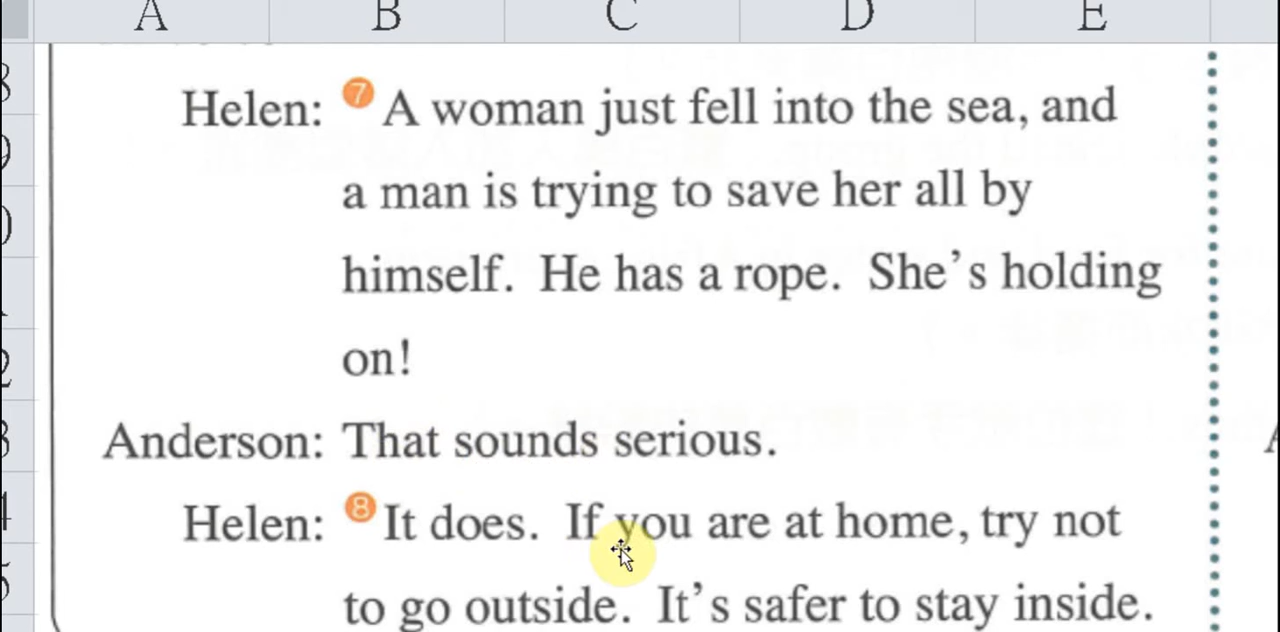 A B C D E
Helen: ⑦ A woman just fell into the sea, and
a man is trying to save her all by
himself. He has a rope. She's holding
on!
Anderson: That sounds serious.
Helen: ⑧ It does. If you are at home, try not
to go outside. It's safer to stay inside.